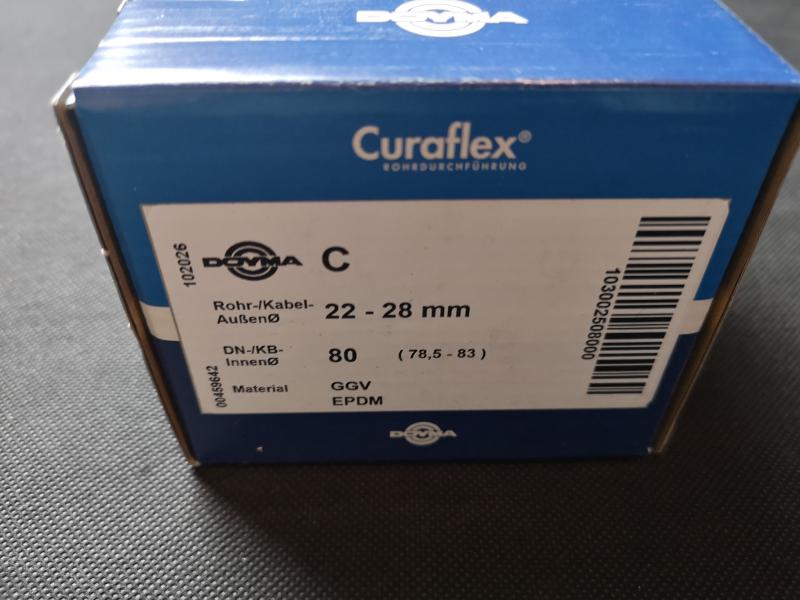 DOYMA
Curaflex®
ROHRDURCHFÜHRUNG
102026
DOYMA C
Rohr-/Kabel-
AußenØ
22 - 28 mm
DN-/KB-
InnenØ
80 ( 78,5 - 83 )
00459642
Material
GGV
EPDM
103002508000
DOYMA